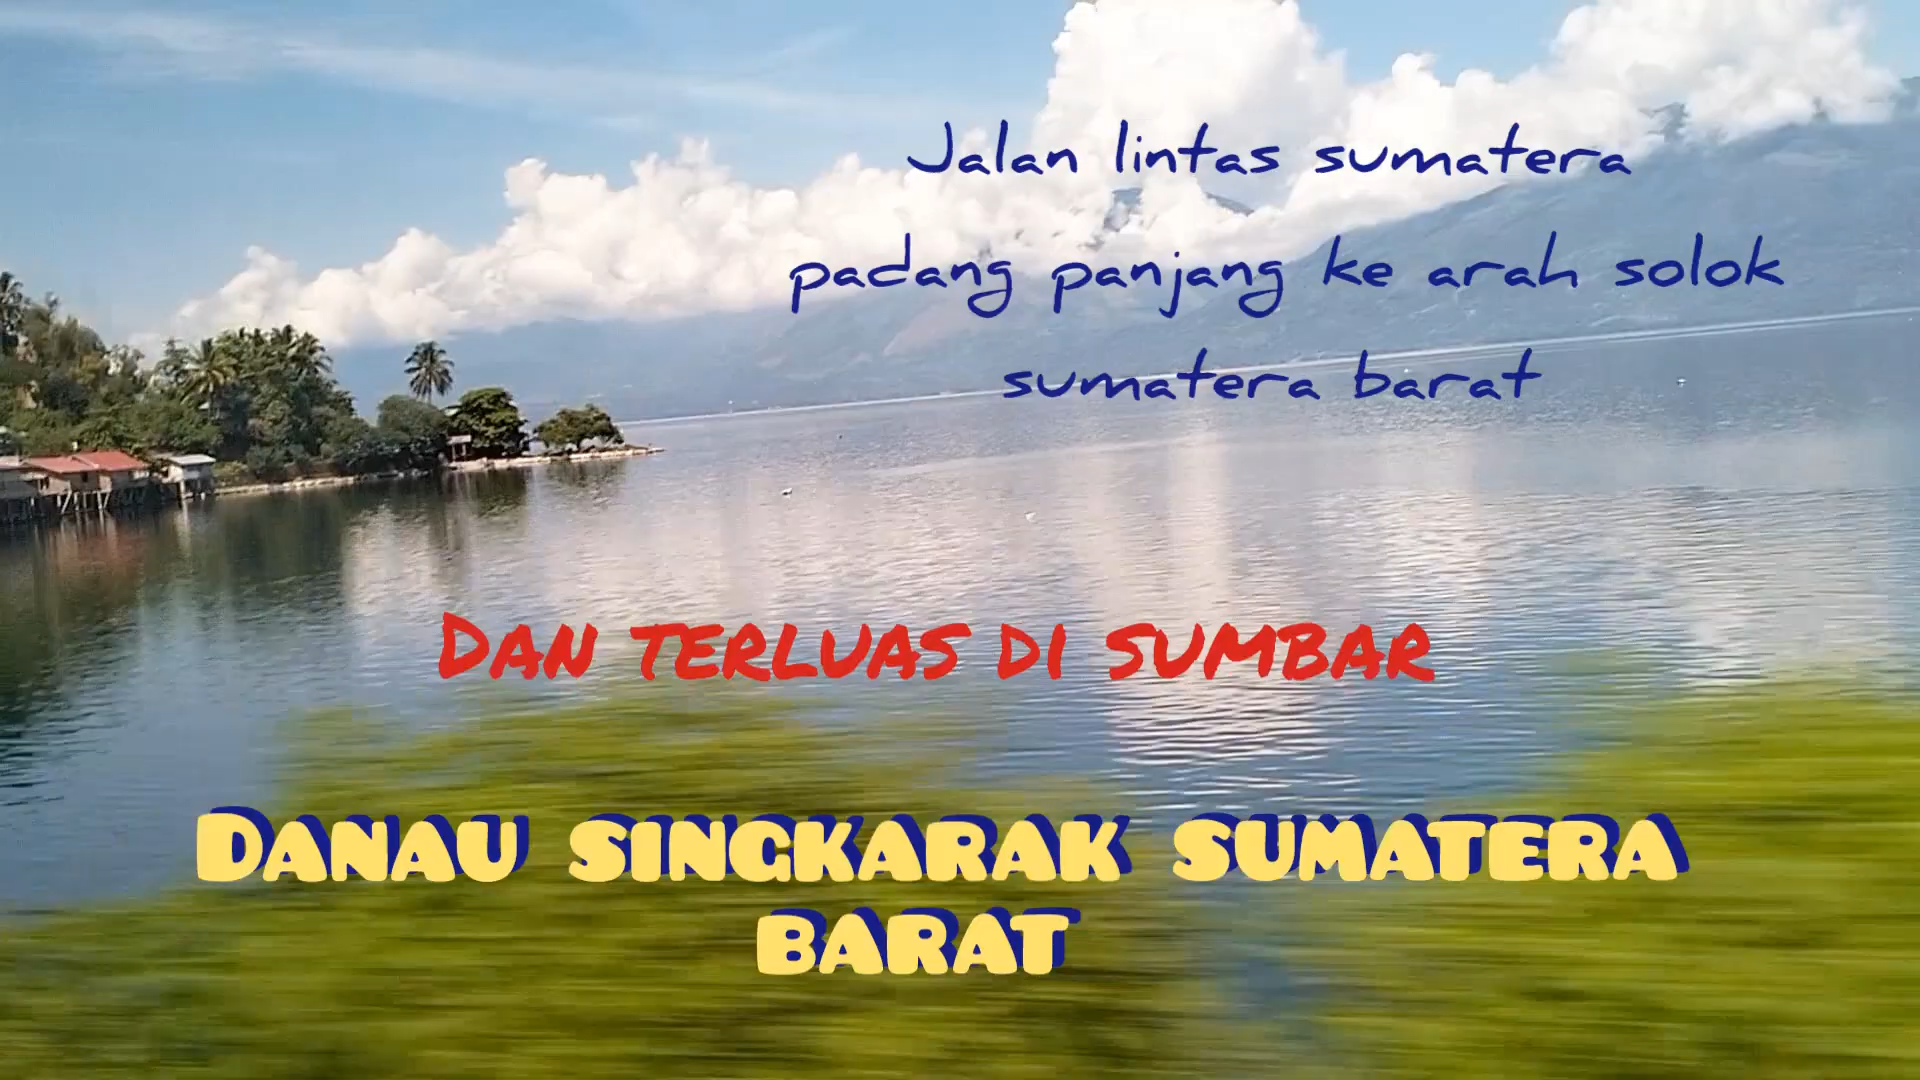 Jalan lintas sumatera
padang panjang ke arah solok
sumatera barat
Dan terluas di sumbar
Danau singkarak sumatera
barat